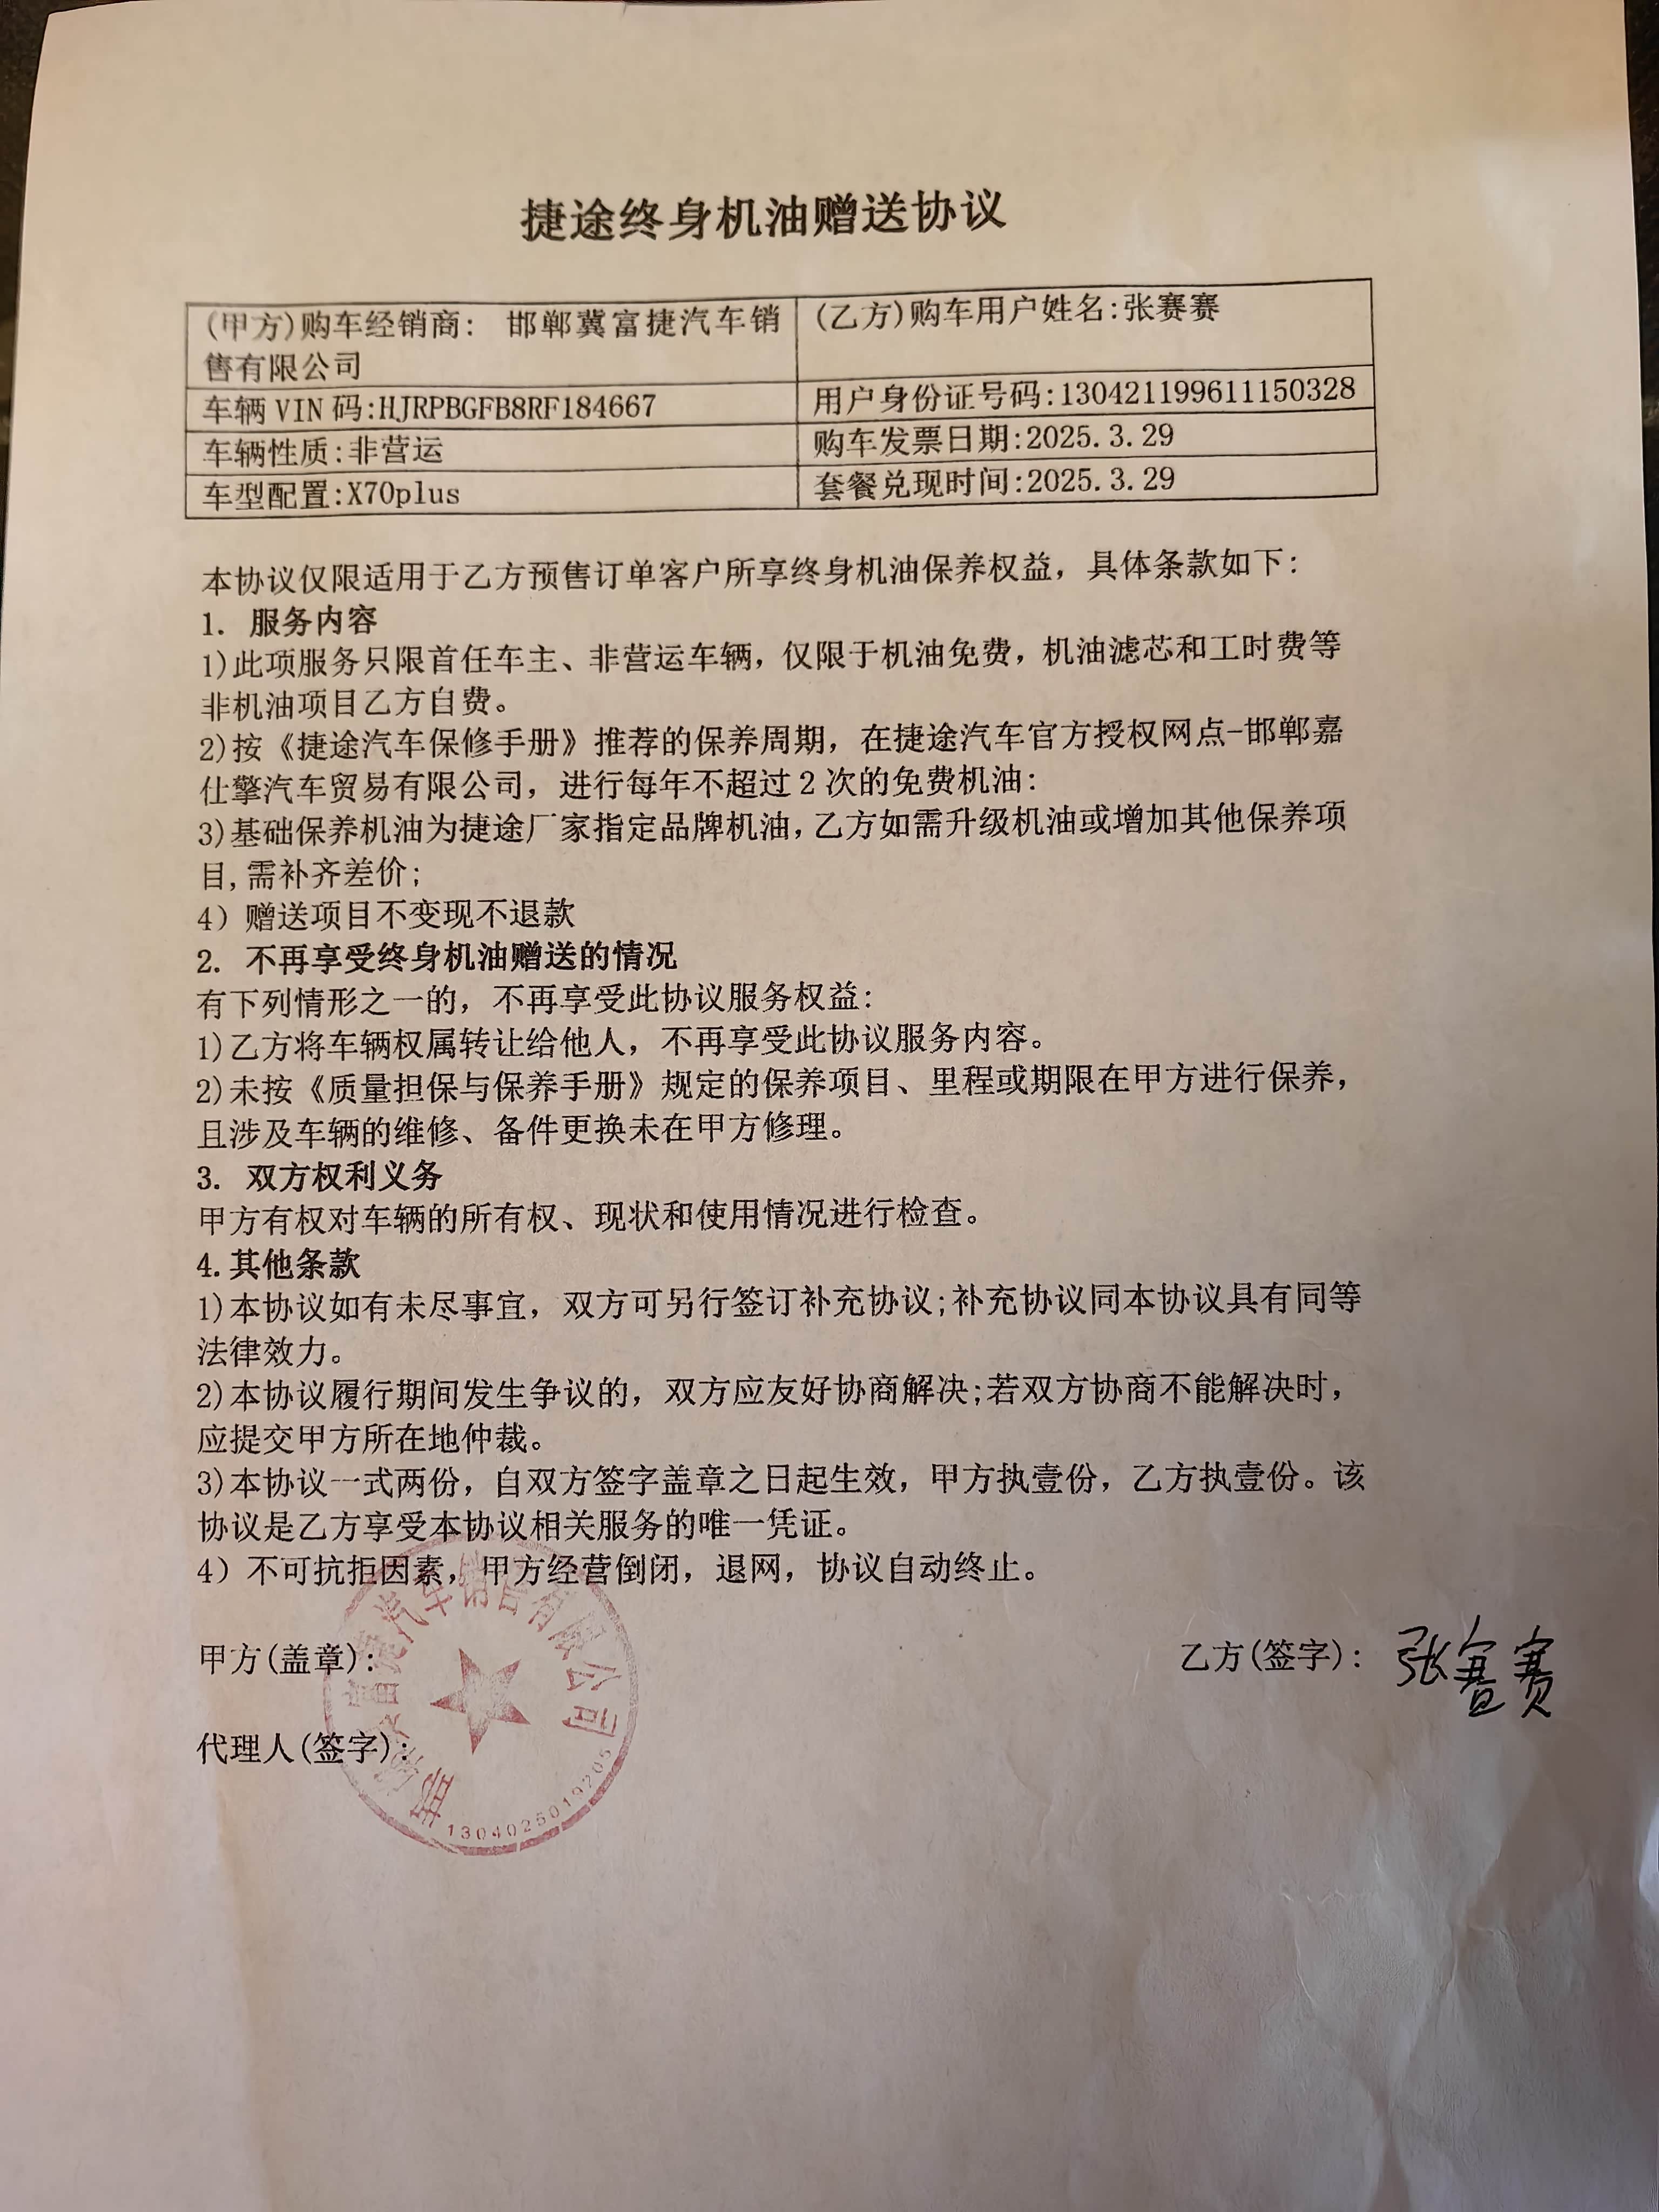 捷途终身机油赠送协议
(甲方)购车经销商: 邯郸冀富捷汽车销
售有限公司
(乙方)购车用户姓名:张赛赛
车辆 VIN 码:HJRPBGFB8RF184667
用户身份证号码:130421199611150328
车辆性质:非营运
购车发票日期:2025.3.29
车型配置:X70plus
套餐兑现时间:2025.3.29
本协议仅限适用于乙方预售订单客户所享终身机油保养权益，具体条款如下:
1. 服务内容
1)此项服务只限首任车主、非营运车辆，仅限于机油免费，机油滤芯和工时费等
非机油项目乙方自费。
2)按《捷途汽车保修手册》推荐的保养周期，在捷途汽车官方授权网点-邯郸嘉
仕擎汽车贸易有限公司，进行每年不超过 2 次的免费机油:
3)基础保养机油为捷途厂家指定品牌机油,乙方如需升级机油或增加其他保养项
目,需补齐差价;
4) 赠送项目不变现不退款
2. 不再享受终身机油赠送的情况
有下列情形之一的，不再享受此协议服务权益:
1)乙方将车辆权属转让给他人，不再享受此协议服务内容。
2)未按《质量担保与保养手册》规定的保养项目、里程或期限在甲方进行保养，
且涉及车辆的维修、备件更换未在甲方修理。
3. 双方权利义务
甲方有权对车辆的所有权、现状和使用情况进行检查。
4.其他条款
1)本协议如有未尽事宜，双方可另行签订补充协议;补充协议同本协议具有同等
法律效力。
2)本协议履行期间发生争议的，双方应友好协商解决;若双方协商不能解决时，
应提交甲方所在地仲裁。
3)本协议一式两份，自双方签字盖章之日起生效，甲方执壹份，乙方执壹份。该
协议是乙方享受本协议相关服务的唯一凭证。
4) 不可抗拒因素，甲方经营倒闭，退网，协议自动终止。
甲方(盖章):
乙方(签字): 张赛赛
代理人(签字):
富捷汽车销售有限公司
1304025019205